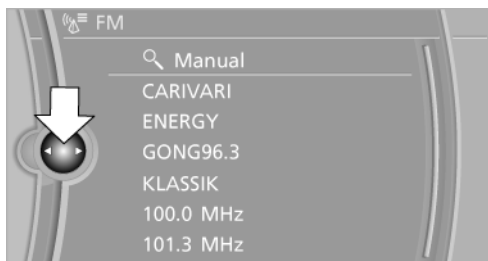 FM
Manual
CARIVARI
ENERGY
GONG96.3
KLASSIK
100.0 MHz
101.3 MHz